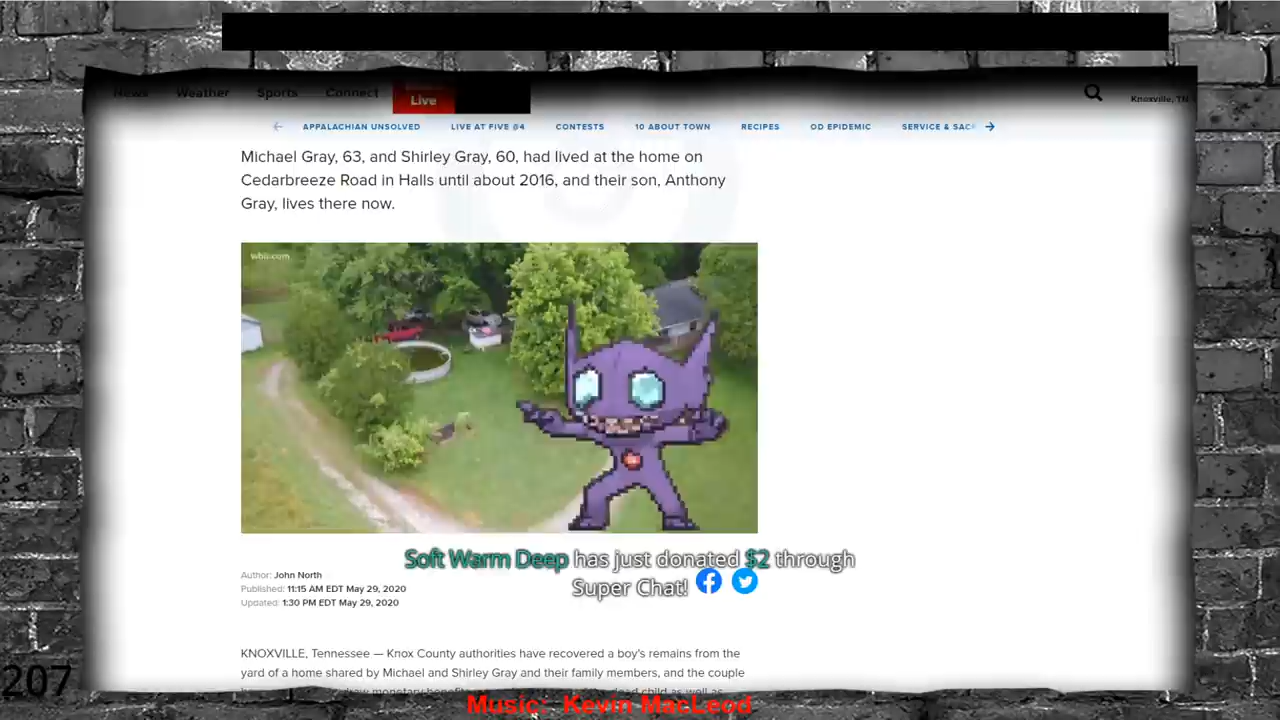 News Weather Sports Connect Live Knoxville, TN
APPALACHIAN UNSOLVED LIVE AT FIVE @4 CONTESTS 10 ABOUT TOWN RECIPES OD EPIDEMIC SERVICE & SAC
Michael Gray, 63, and Shirley Gray, 60, had lived at the home on
Cedarbreeze Road in Halls until about 2016, and their son, Anthony
Gray, lives there now.
wbir.com
Soft Warm Deep has just donated $2 through
Super Chat!
Author: John North
Published: 11:15 AM EDT May 29, 2020
Updated: 1:30 PM EDT May 29, 2020
KNOXVILLE, Tennessee — Knox County authorities have recovered a boy's remains from the
yard of a home shared by Michael and Shirley Gray and their family members, and the couple
207
Music: Kevin MacLeod